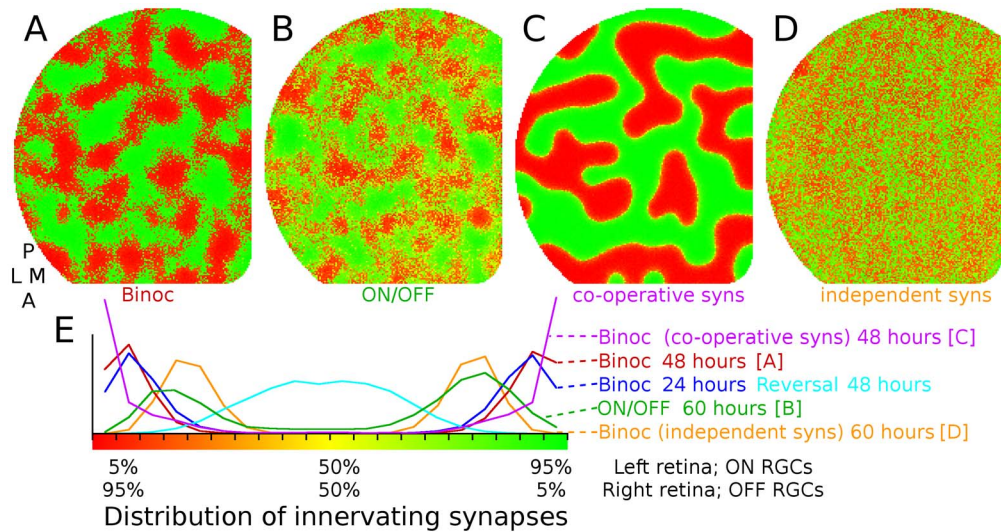 A
B
C
D
P
L M
A
Binoc
ON/OFF
co-operative syns
independent syns
E
Binoc (co-operative syns) 48 hours [C]
Binoc 48 hours [A]
Binoc 24 hours Reversal 48 hours
ON/OFF 60 hours [B]
Binoc (independent syns) 60 hours [D]
5% 50% 95% Left retina; ON RGCs
95% 50% 5% Right retina; OFF RGCs
Distribution of innervating synapses